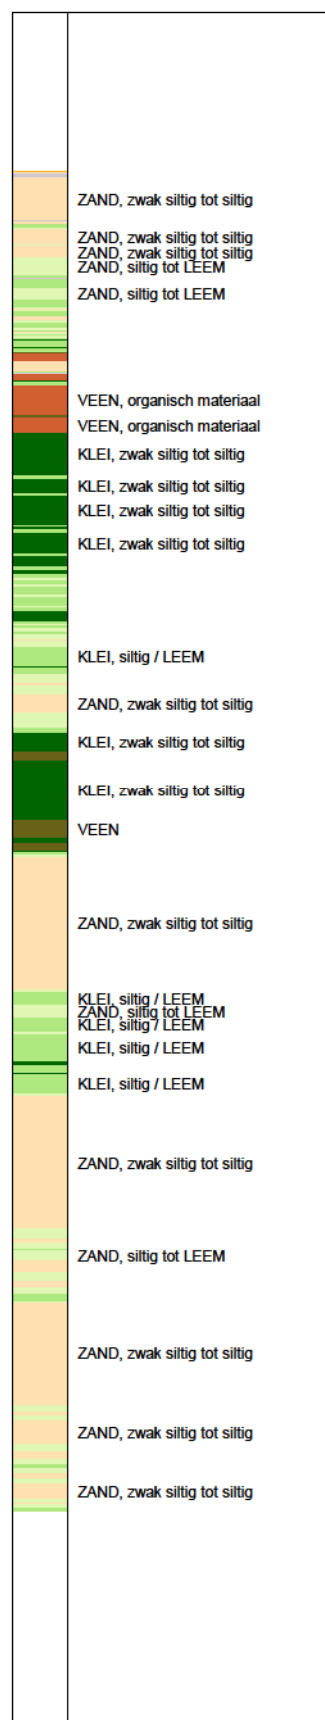 ZAND, zwak siltig tot siltig
ZAND, zwak siltig tot siltig
ZAND, zwak siltig tot siltig
ZAND, siltig tot LEEM
ZAND, siltig tot LEEM
VEEN, organisch materiaal
VEEN, organisch materiaal
KLEI, zwak siltig tot siltig
KLEI, zwak siltig tot siltig
KLEI, zwak siltig tot siltig
KLEI, zwak siltig tot siltig
KLEI, siltig / LEEM
ZAND, zwak siltig tot siltig
KLEI, zwak siltig tot siltig
KLEI, zwak siltig tot siltig
VEEN
ZAND, zwak siltig tot siltig
KLEI, siltig / LEEM
ZAND, siltig tot LEEM
KLEI, siltig / LEEM
KLEI, siltig / LEEM
KLEI, siltig / LEEM
ZAND, zwak siltig tot siltig
ZAND, siltig tot LEEM
ZAND, zwak siltig tot siltig
ZAND, zwak siltig tot siltig
ZAND, zwak siltig tot siltig